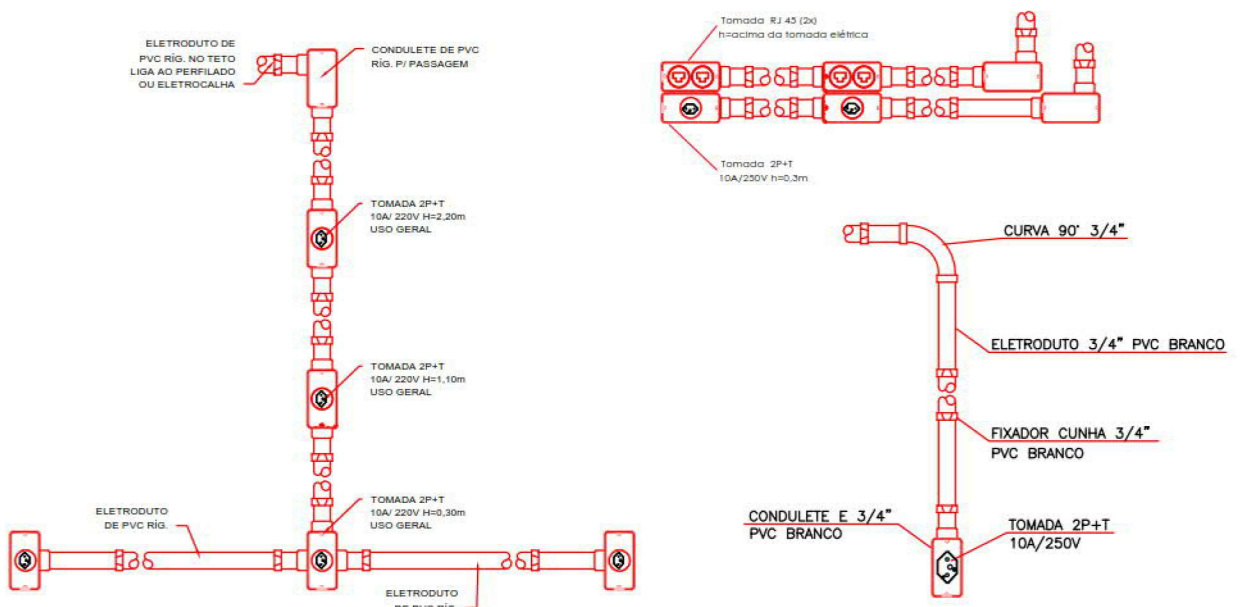 ELETRODUTO DE
PVC RÍG. NO TETO
LIGA AO PERFILADO
OU ELETROCALHA
CONDULETE DE PVC
RÍG. P/ PASSAGEM
TOMADA 2P+T
10A/ 220V H=2,20m
USO GERAL
TOMADA 2P+T
10A/ 220V H=1,10m
USO GERAL
TOMADA 2P+T
10A/ 220V H=0,30m
USO GERAL
ELETRODUTO
DE PVC RÍG.
ELETRODUTO
DE PVC RÍG.
Tomada RJ 45 (2x)
h=acima da tomada elétrica
Tomada 2P+T
10A/250V h=0,3m
CURVA 90° 3/4"
ELETRODUTO 3/4" PVC BRANCO
FIXADOR CUNHA 3/4"
PVC BRANCO
CONDULETE E 3/4"
PVC BRANCO
TOMADA 2P+T
10A/250V